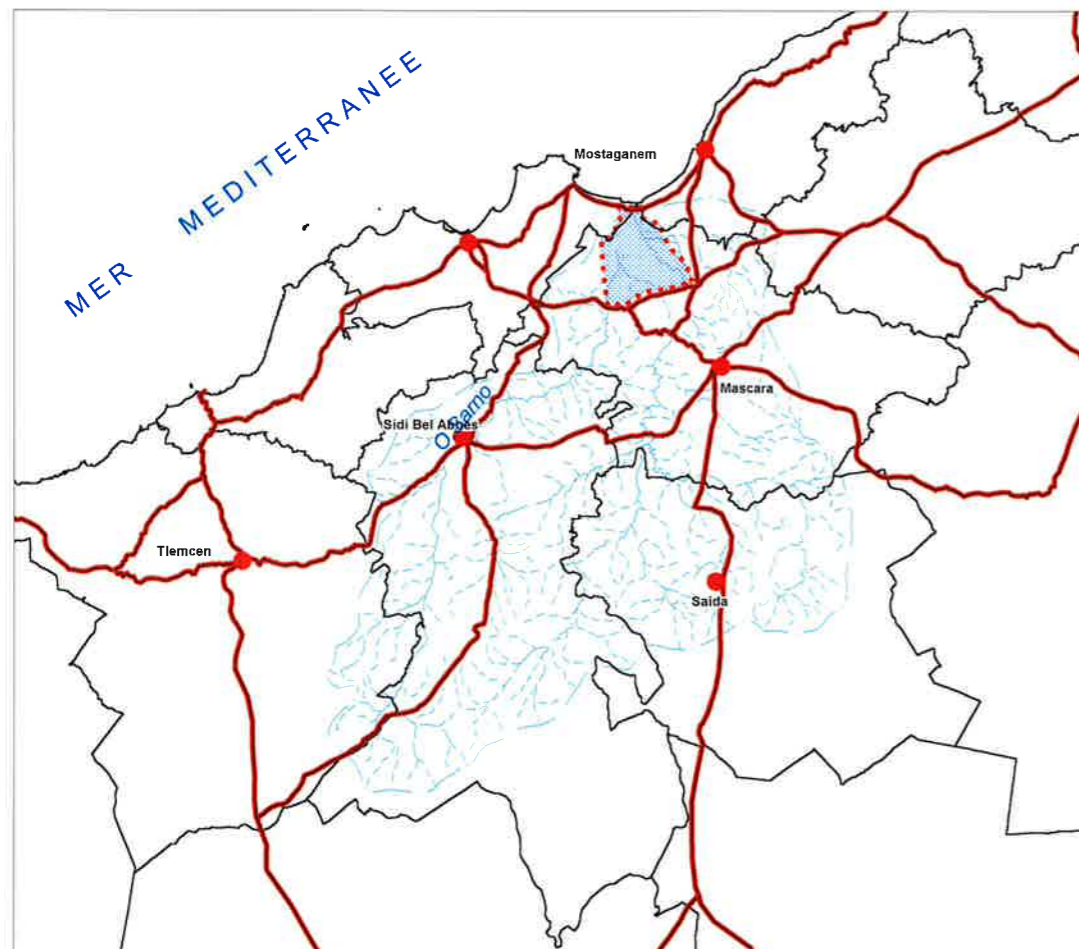 MER MEDITERRANEE
Mostaganem
Mascara
O Sarno
Sidi Bel Abbes
Tlemcen
Saida